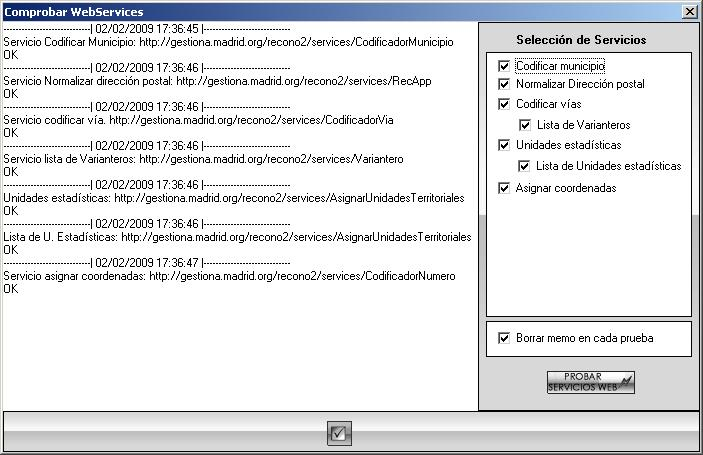 Comprobar WebServices
-----------------------------| 02/02/2009 17:36:45 |-----------------------------
Servicio Codificar Municipio: http://gestiona.madrid.org/recono2/services/CodificadorMunicipio
OK
-----------------------------| 02/02/2009 17:36:46 |-----------------------------
Servicio Normalizar dirección postal: http://gestiona.madrid.org/recono2/services/RecApp
OK
-----------------------------| 02/02/2009 17:36:46 |-----------------------------
Servicio codificar vía. http://gestiona.madrid.org/recono2/services/CodificadorVia
OK
-----------------------------| 02/02/2009 17:36:46 |-----------------------------
Servicio lista de Varianteros: http://gestiona.madrid.org/recono2/services/Variantero
OK
-----------------------------| 02/02/2009 17:36:46 |-----------------------------
Unidades estadísticas: http://gestiona.madrid.org/recono2/services/AsignarUnidadesTerritoriales
OK
-----------------------------| 02/02/2009 17:36:46 |-----------------------------
Lista de U. Estadísticas: http://gestiona.madrid.org/recono2/services/AsignarUnidadesTerritoriales
OK
-----------------------------| 02/02/2009 17:36:47 |-----------------------------
Servicio asignar coordenadas: http://gestiona.madrid.org/recono2/services/CodificadorNumero
OK
Selección de Servicios
Codificar municipio
Normalizar Dirección postal
Codificar vías
Lista de Varianteros
Unidades estadísticas
Lista de Unidades estadísticas
Asignar coordenadas
Borrar memo en cada prueba
PROBAR
SERVICIOS WEB